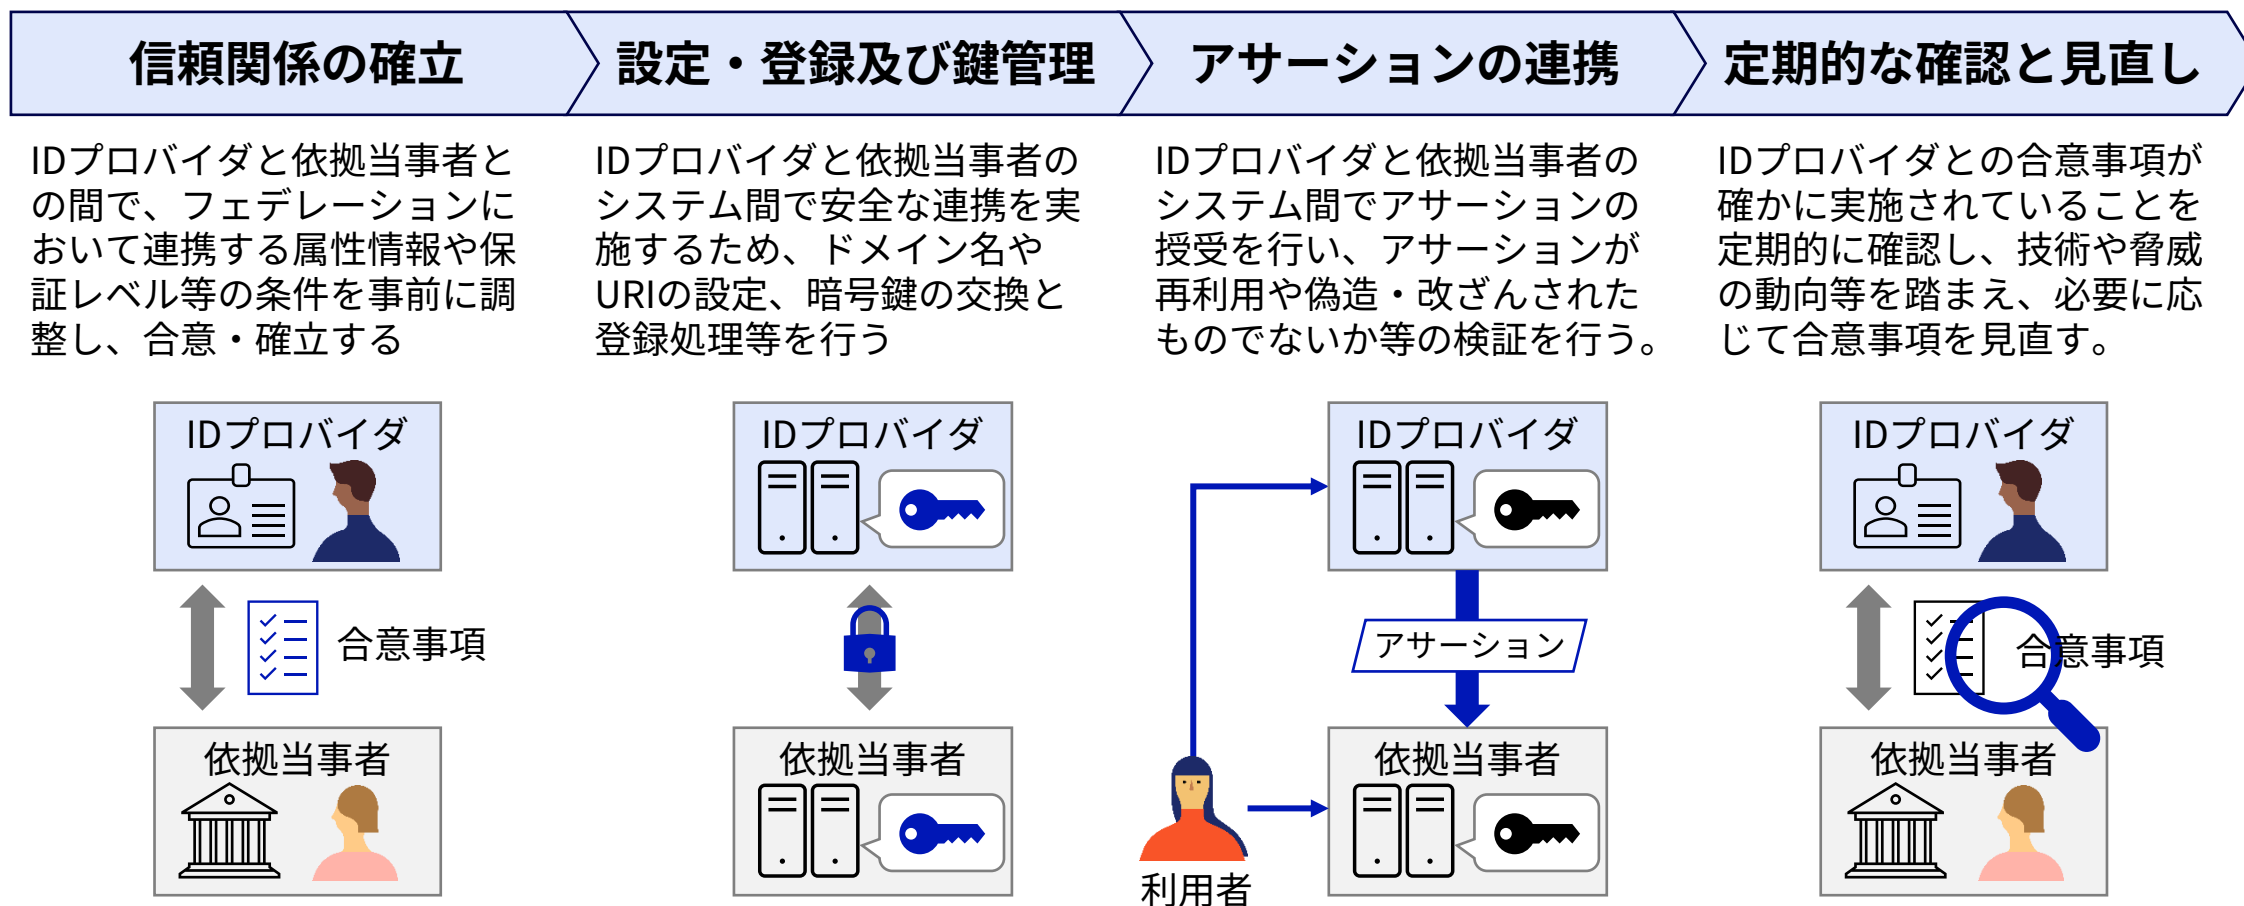 信頼関係の確立
設定・登録及び鍵管理
アサーションの連携
定期的な確認と見直し
IDプロバイダと依拠当事者と
の間で、フェデレーションに
おいて連携する属性情報や保
証レベル等の条件を事前に調
整し、合意・確立する
IDプロバイダと依拠当事者の
システム間で安全な連携を実
施するため、ドメイン名や
URIの設定、暗号鍵の交換と
登録処理等を行う
IDプロバイダと依拠当事者の
システム間でアサーションの
授受を行い、アサーションが
再利用や偽造・改ざんされた
ものでないか等の検証を行う。
IDプロバイダとの合意事項が
確かに実施されていることを
定期的に確認し、技術や脅威
の動向等を踏まえ、必要に応
じて合意事項を見直す。
IDプロバイダ
合意事項
依拠当事者
IDプロバイダ
依拠当事者
IDプロバイダ
アサーション
依拠当事者
利用者
IDプロバイダ
合意事項
依拠当事者